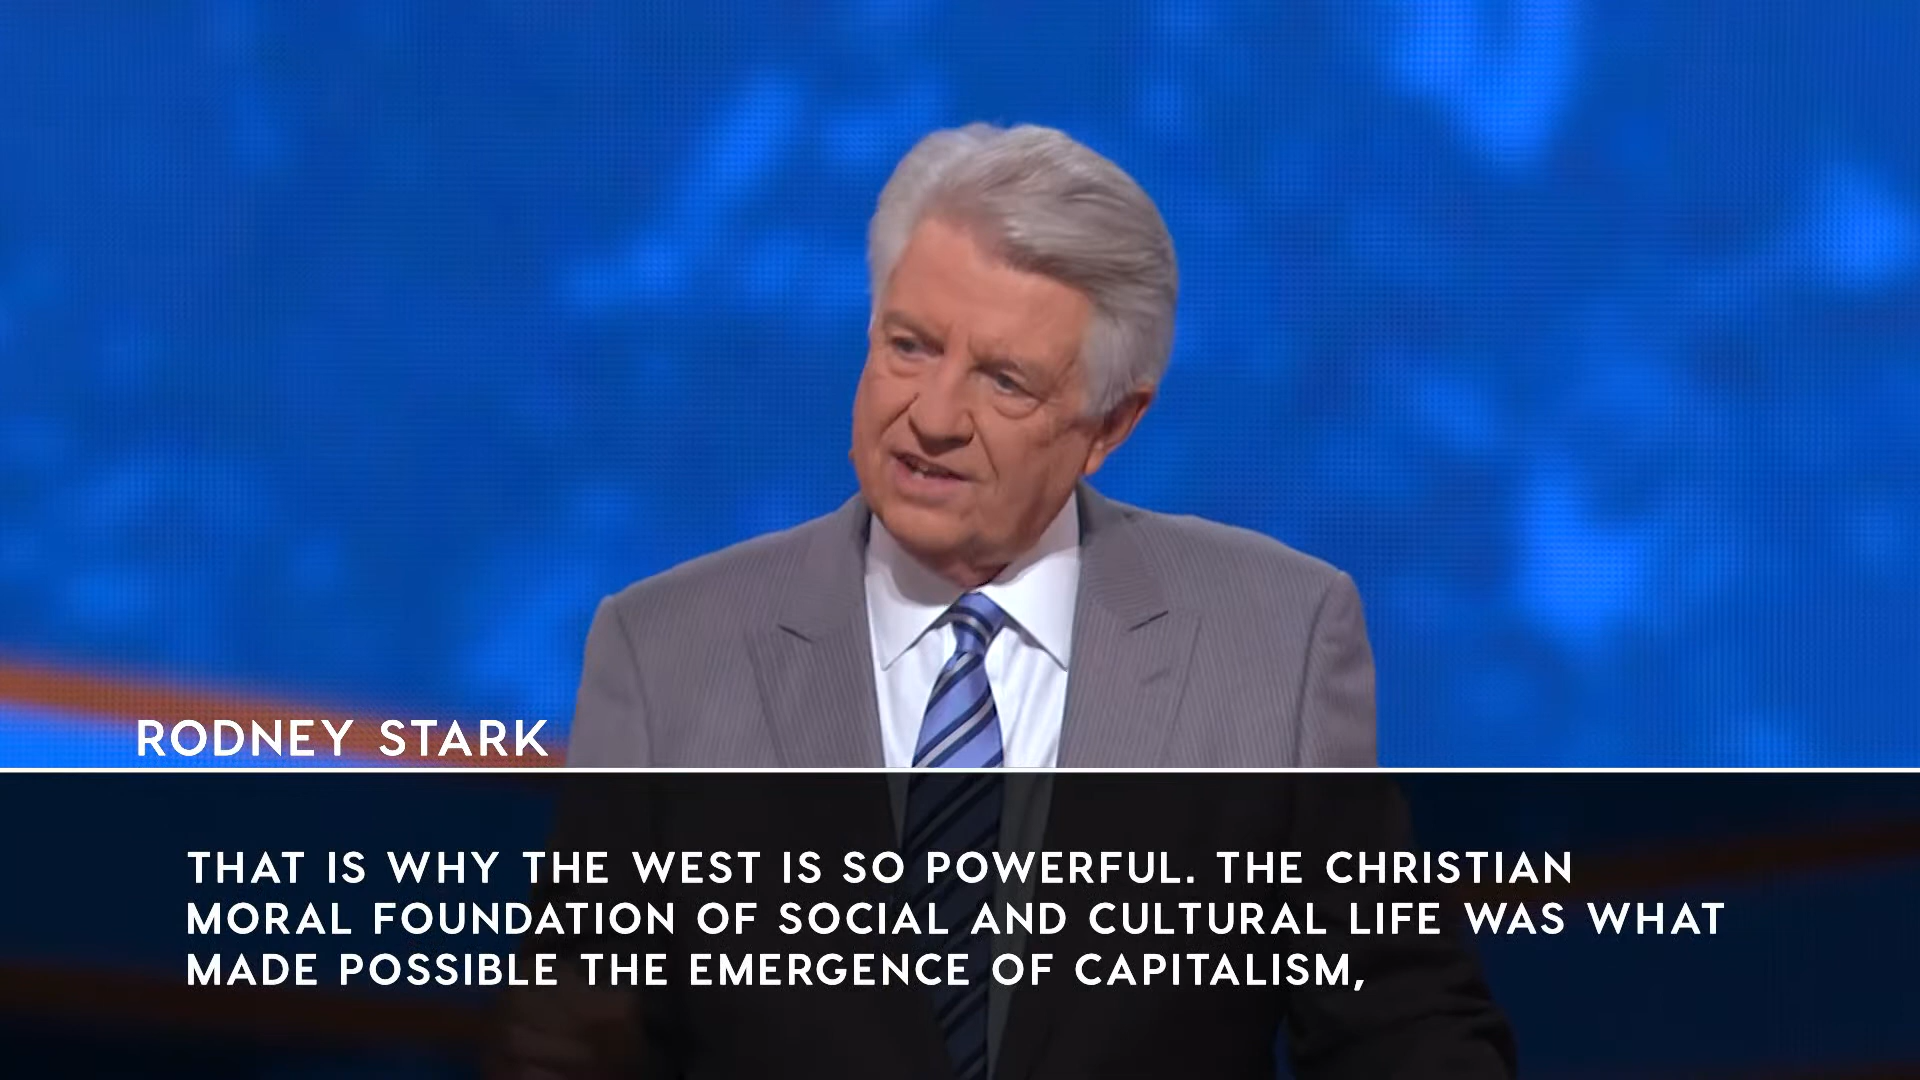 RODNEY STARK
THAT IS WHY THE WEST IS SO POWERFUL. THE CHRISTIAN
MORAL FOUNDATION OF SOCIAL AND CULTURAL LIFE WAS WHAT
MADE POSSIBLE THE EMERGENCE OF CAPITALISM,